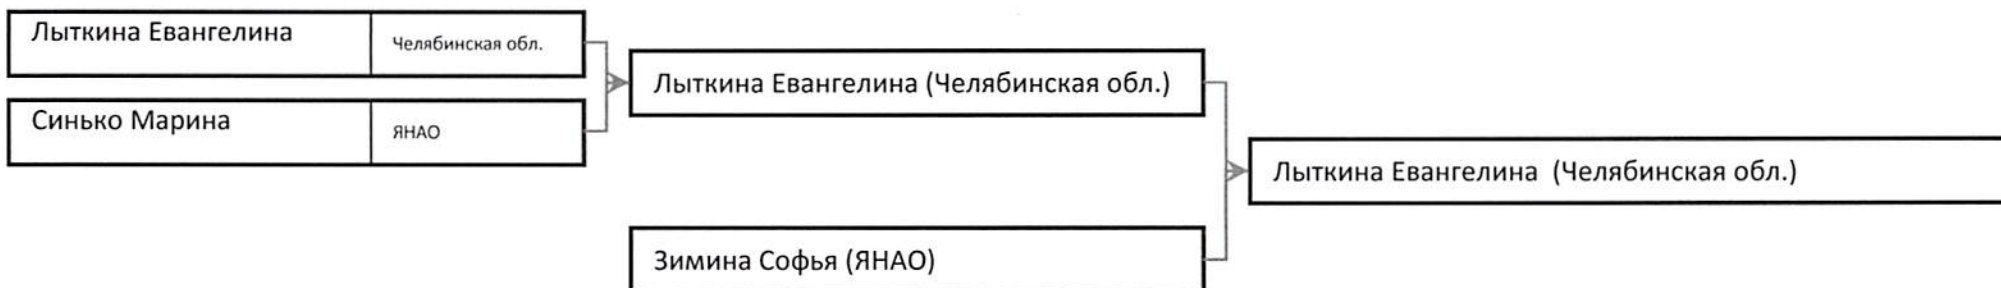 Лыткина Евангелина
Челябинская обл.
Синько Марина
ЯНАО
Лыткина Евангелина (Челябинская обл.)
Зимина Софья (ЯНАО)
Лыткина Евангелина  (Челябинская обл.)